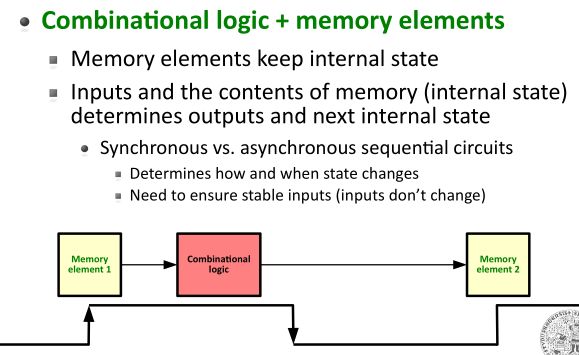 Combinational logic + memory elements
Memory elements keep internal state
Inputs and the contents of memory (internal state)
determines outputs and next internal state
Synchronous vs. asynchronous sequential circuits
Determines how and when state changes
Need to ensure stable inputs (inputs don't change)
Memory
element 1
Combinational
logic
Memory
element 2